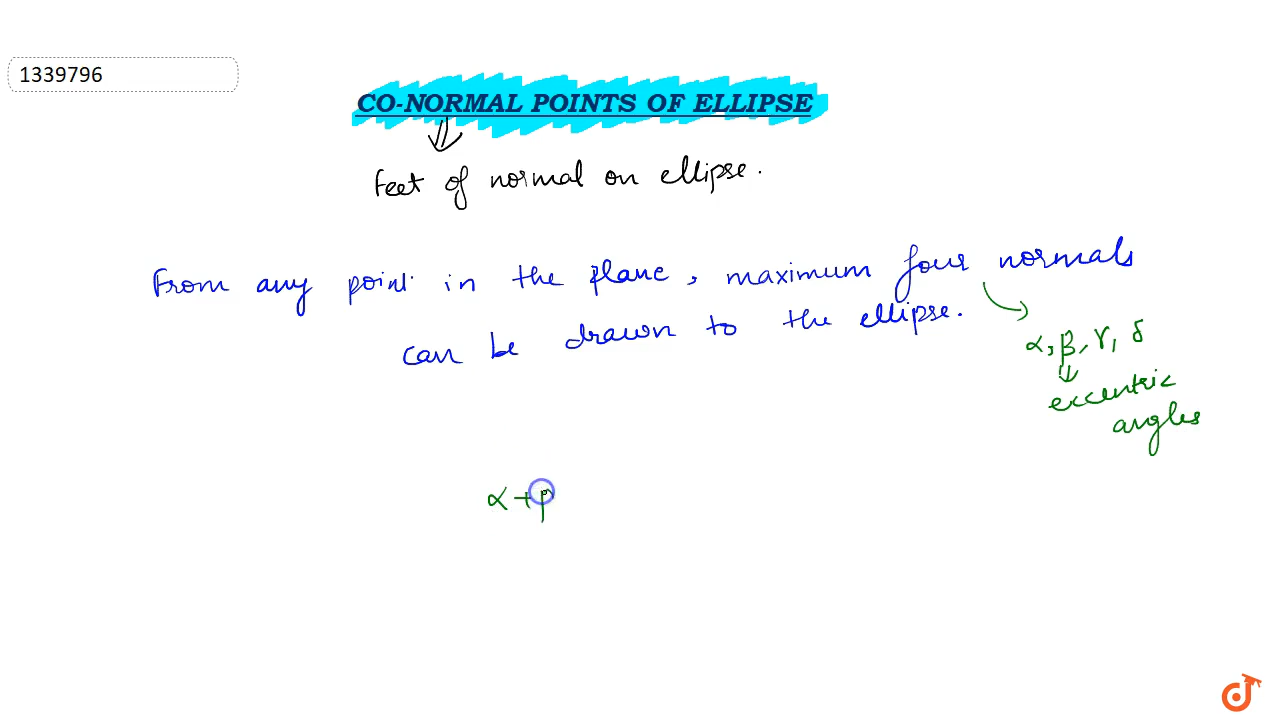 1339796
CO-NORMAL POINTS OF ELLIPSE
Feet of normal on ellipse.
From any point in the plane, maximum four normals
can be drawn to the ellipse.
α, β, γ, δ
eccentric
angles
α + β